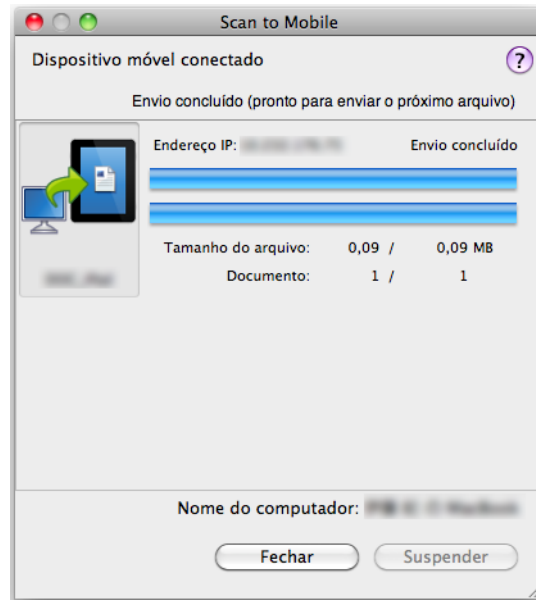 Scan to Mobile
Dispositivo móvel conectado ?
Envio concluído (pronto para enviar o próximo arquivo)
Endereço IP: Envio concluído
Tamanho do arquivo: 0,09 / 0,09 MB
Documento: 1 / 1
Nome do computador:
Fechar Suspender